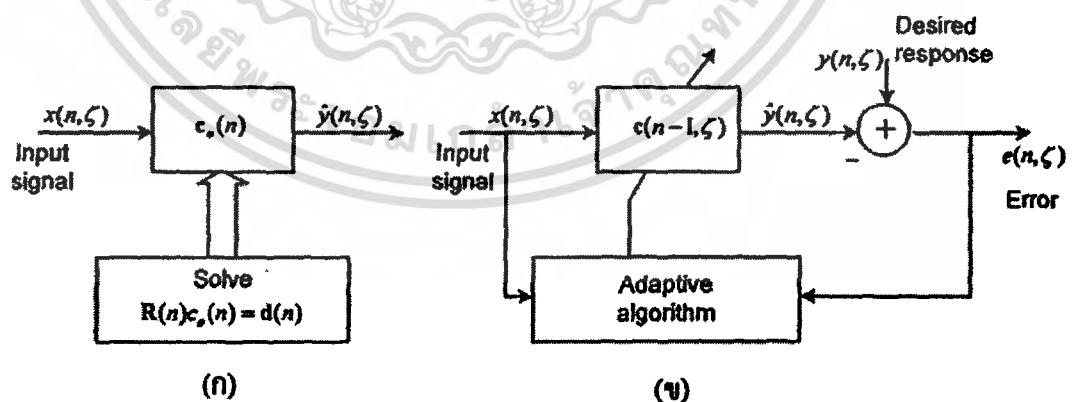 x(n,ζ)
Input
signal
c_o(n)
ŷ(n,ζ)
Solve
R(n)c_o(n) = d(n)
(ก)
x(n,ζ)
Input
signal
c(n-1,ζ)
ŷ(n,ζ)
Desired
response
y(n,ζ)
+
−
e(n,ζ)
Error
Adaptive
algorithm
(ข)